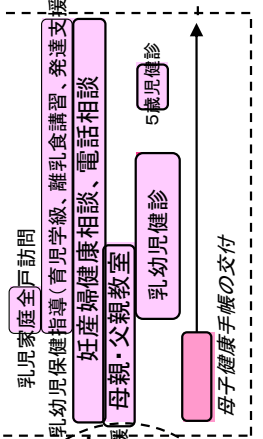 乳児家庭全戸訪問
乳幼児保健指導(育児学級、離乳食講習、発達支援
妊産婦健康相談、電話相談
母親・父親教室
援
5歳児健診
乳幼児健診
母子健康手帳の交付